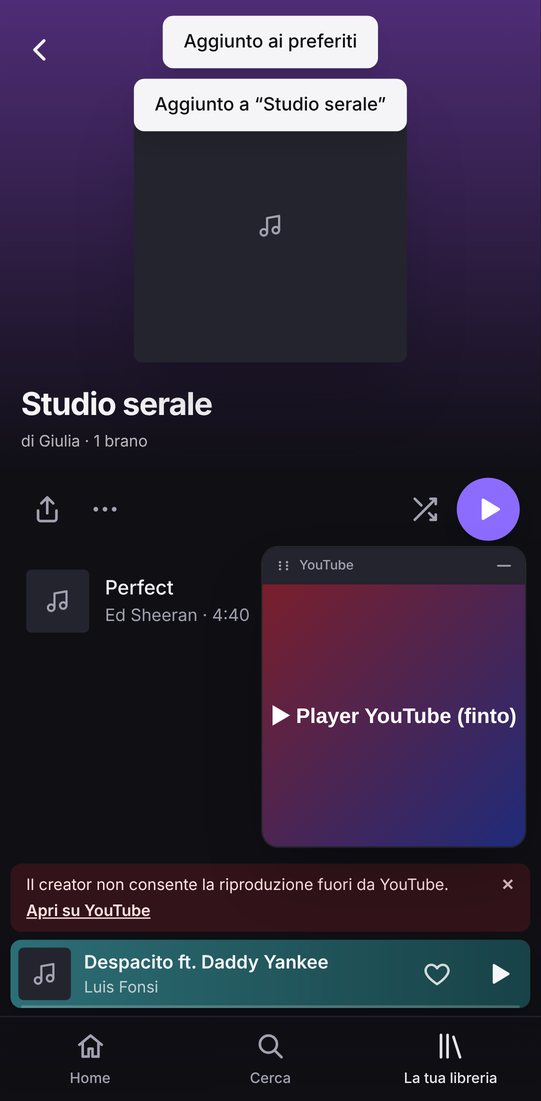 Aggiunto ai preferiti
Aggiunto a “Studio serale”
Studio serale
di Giulia · 1 brano
YouTube
Perfect
Ed Sheeran · 4:40
Player YouTube (finto)
Il creator non consente la riproduzione fuori da YouTube.
Apri su YouTube
Despacito ft. Daddy Yankee
Luis Fonsi
Home
Cerca
La tua libreria